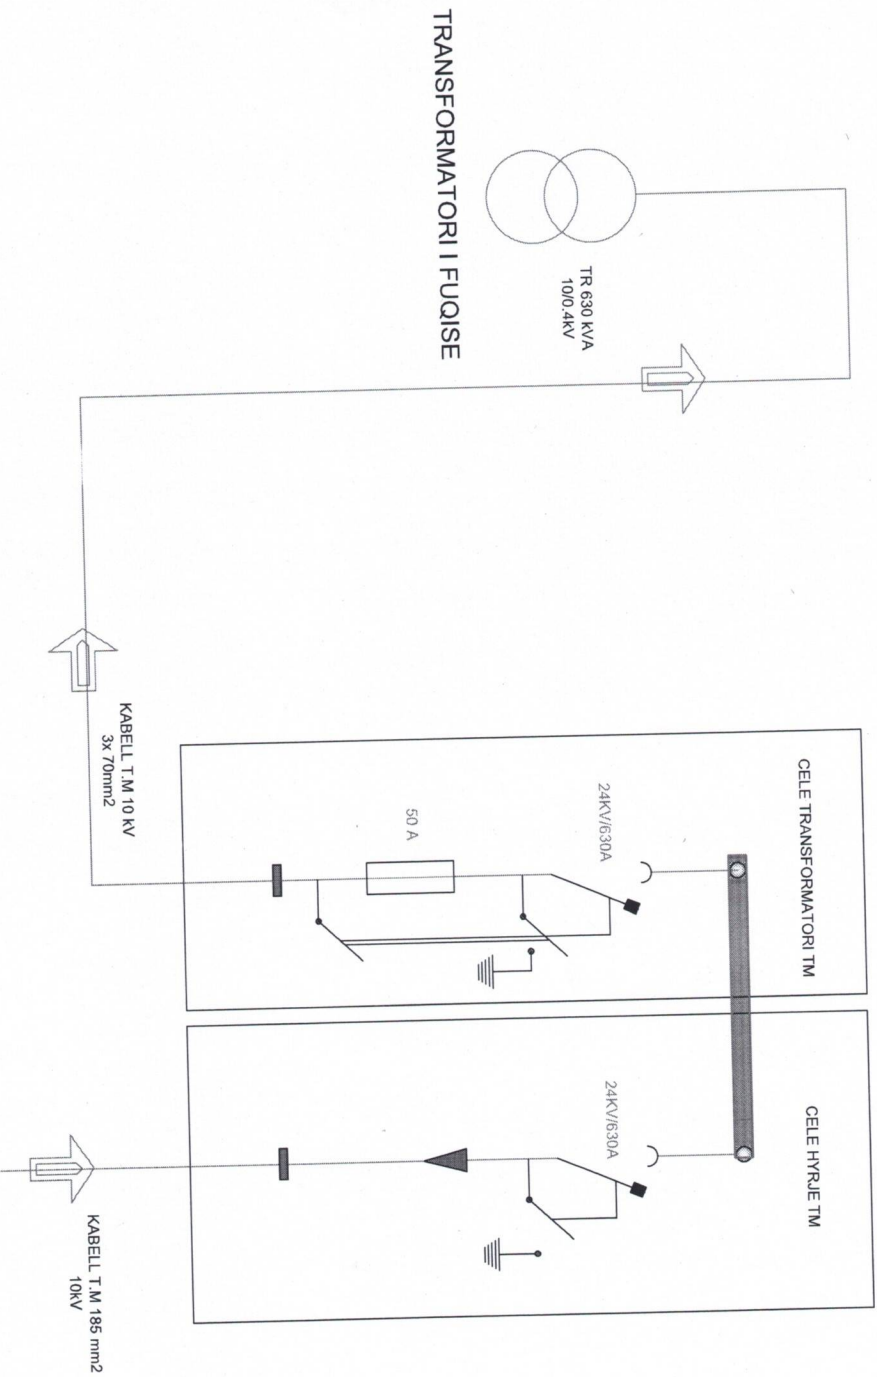 CELE TRANSFORMATORI TM
CELE HYRJE TM
24KV/630A
24KV/630A
50 A
TR 630 kVA
10/0.4kV
TRANSFORMATORI I FUQISE
KABELL T.M 10 kV
3x 70mm2
KABELL T.M 185 mm2
10kV